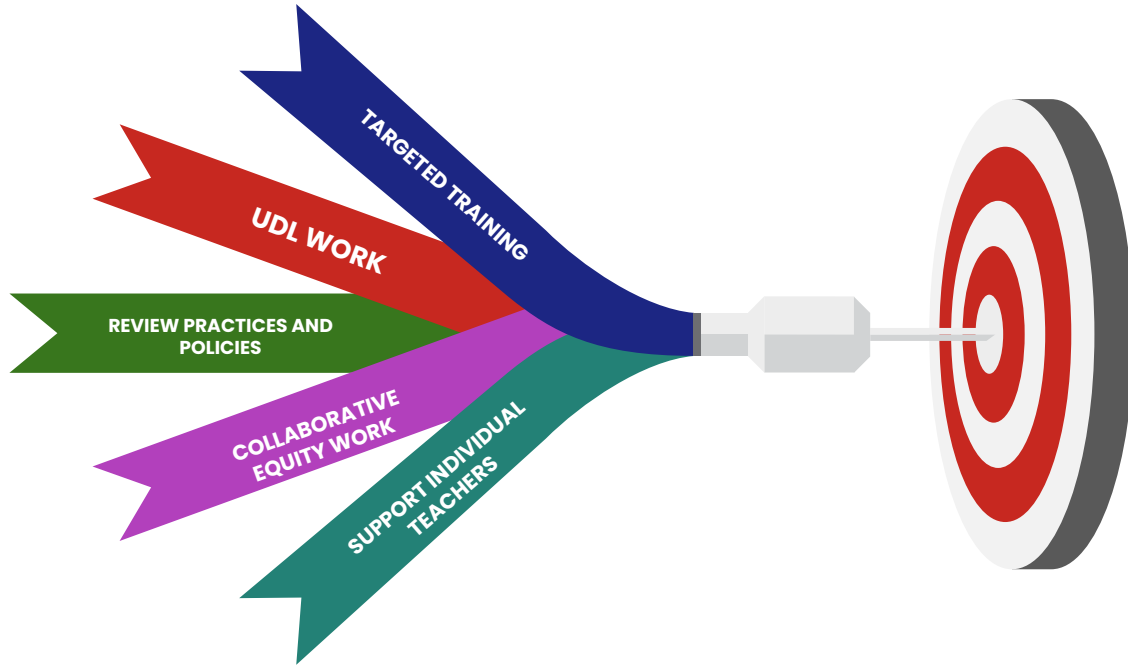 TARGETED TRAINING
UDL WORK
REVIEW PRACTICES AND
POLICIES
COLLABORATIVE
EQUITY WORK
SUPPORT INDIVIDUAL
TEACHERS